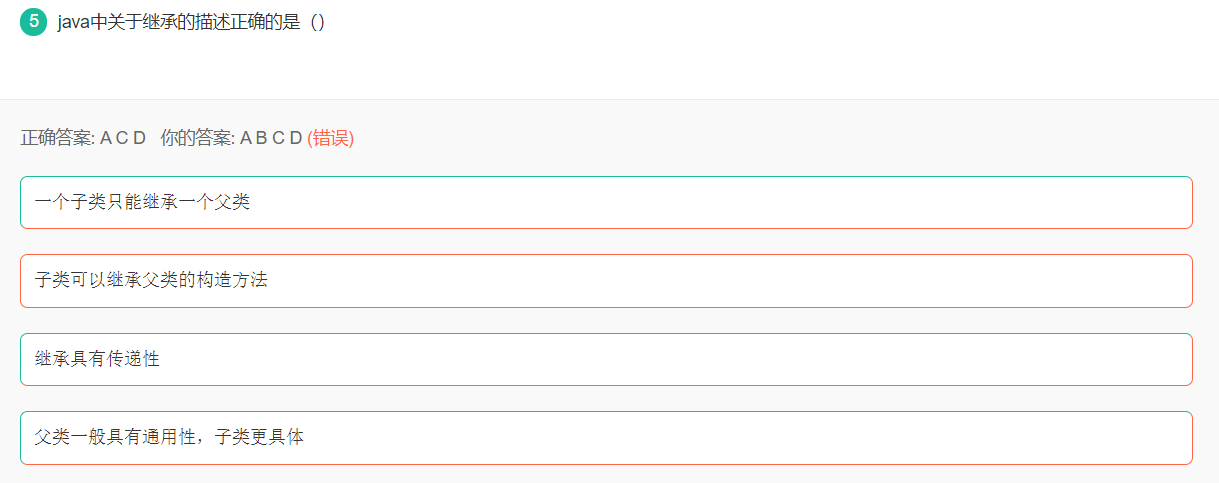 5 java中关于继承的描述正确的是（）
正确答案: A C D 你的答案: A B C D (错误)
一个子类只能继承一个父类
子类可以继承父类的构造方法
继承具有传递性
父类一般具有通用性，子类更具体